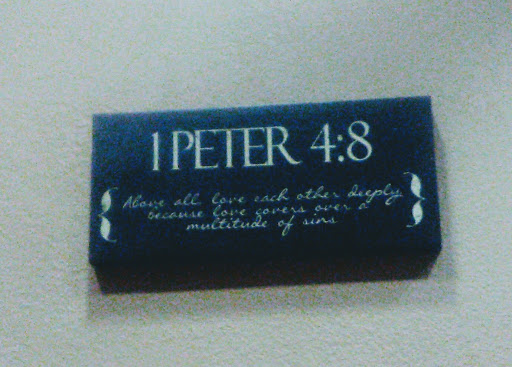 1 PETER 4:8
{ Above all, love each other deeply, }
because love covers over a
multitude of sins